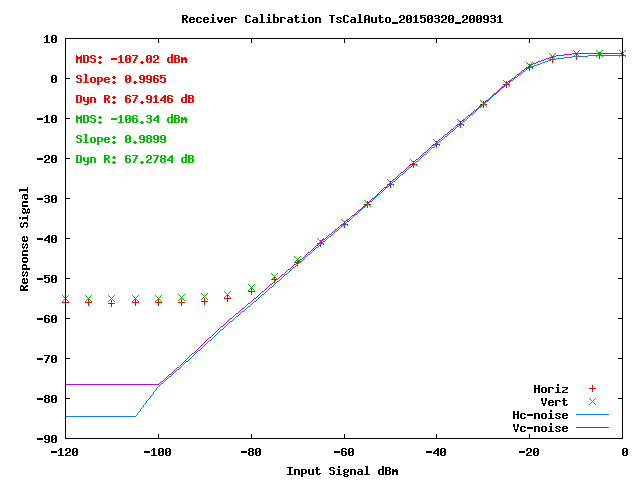 Receiver Calibration TsCalAuto_20150320_200931
10
0
-10
-20
-30
-40
-50
-60
-70
-80
-90
Response Signal
MDS: -107.02 dBm
Slope: 0.9965
Dyn R: 67.9146 dB
MDS: -106.34 dBm
Slope: 0.9899
Dyn R: 67.2784 dB
Horiz
Vert
Hc-noise
Vc-noise
-120 -100 -80 -60 -40 -20 0
Input Signal dBm